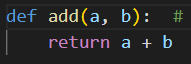 def add(a, b):  #
    return a + b